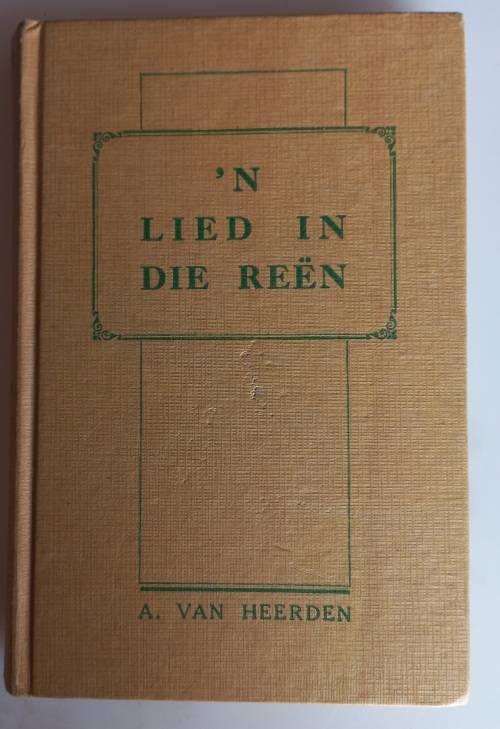 'N
LIED IN
DIE REËN
A. VAN HEERDEN